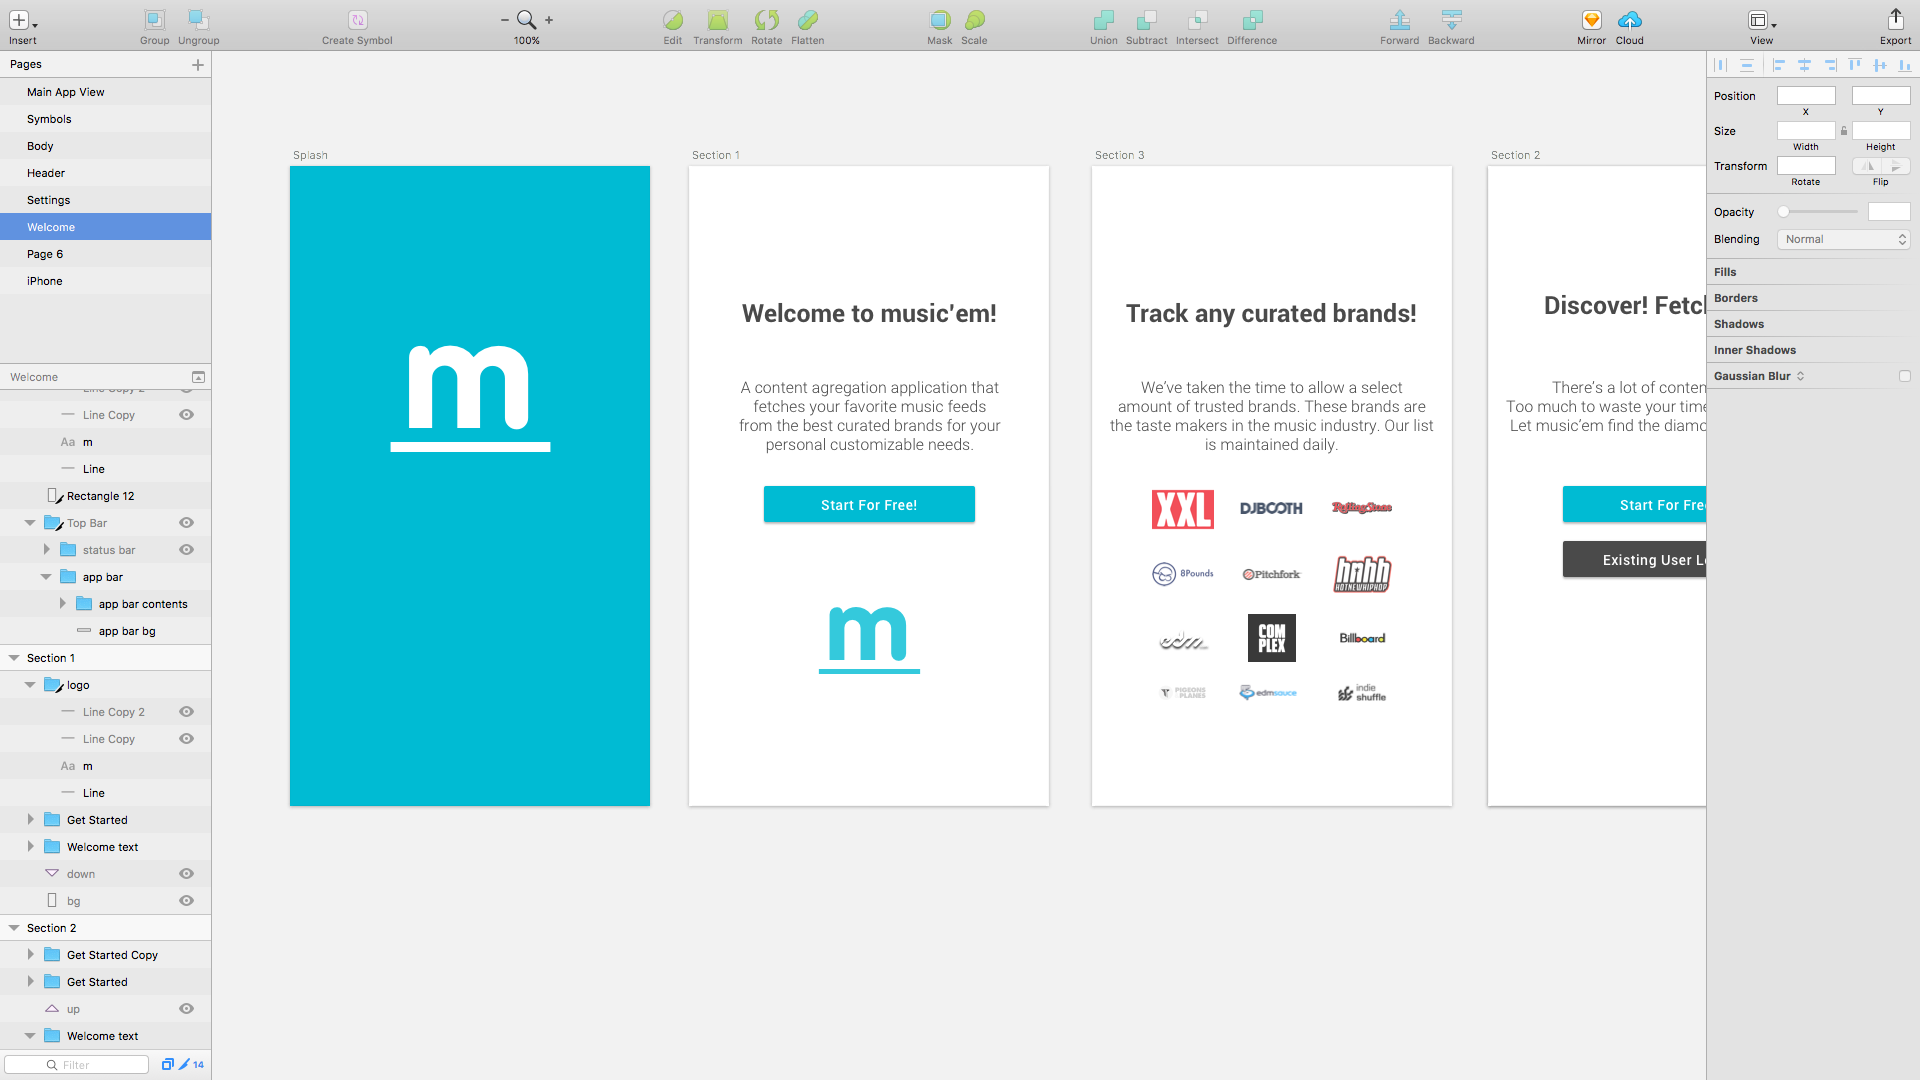 Insert
Group
Ungroup
Create Symbol
100%
Edit
Transform
Rotate
Flatten
Mask
Scale
Union
Subtract
Intersect
Difference
Forward
Backward
Mirror
Cloud
View
Export
Pages
Main App View
Symbols
Body
Header
Settings
Welcome
Page 6
iPhone
Welcome
Line Copy 2
Line Copy
Aa m
Line
Rectangle 12
Top Bar
status bar
app bar
app bar contents
app bar bg
Section 1
logo
Line Copy 2
Line Copy
Aa m
Line
Get Started
Welcome text
down
bg
Section 2
Get Started Copy
Get Started
up
Welcome text
Filter
14
Splash
m
Section 1
Welcome to music'em!
A content agregation application that
fetches your favorite music feeds
from the best curated brands for your
personal customizable needs.
Start For Free!
m
Section 3
Track any curated brands!
We've taken the time to allow a select
amount of trusted brands. These brands are
the taste makers in the music industry. Our list
is maintained daily.
XXL
DJBOOTH
RollingStone
8Pounds
Pitchfork
hnhh
HOTNEWHIPHOP
edm
COM
PLEX
Billboard
PIGEONS
PLANES
edmsauce
indie
shuffle
Section 2
Discover! Fetc
There's a lot of conten
Too much to waste your time
Let music'em find the diamo
Start For Fre
Existing User L
Position
X
Y
Size
Width
Height
Transform
Rotate
Flip
Opacity
Blending
Normal
Fills
Borders
Shadows
Inner Shadows
Gaussian Blur